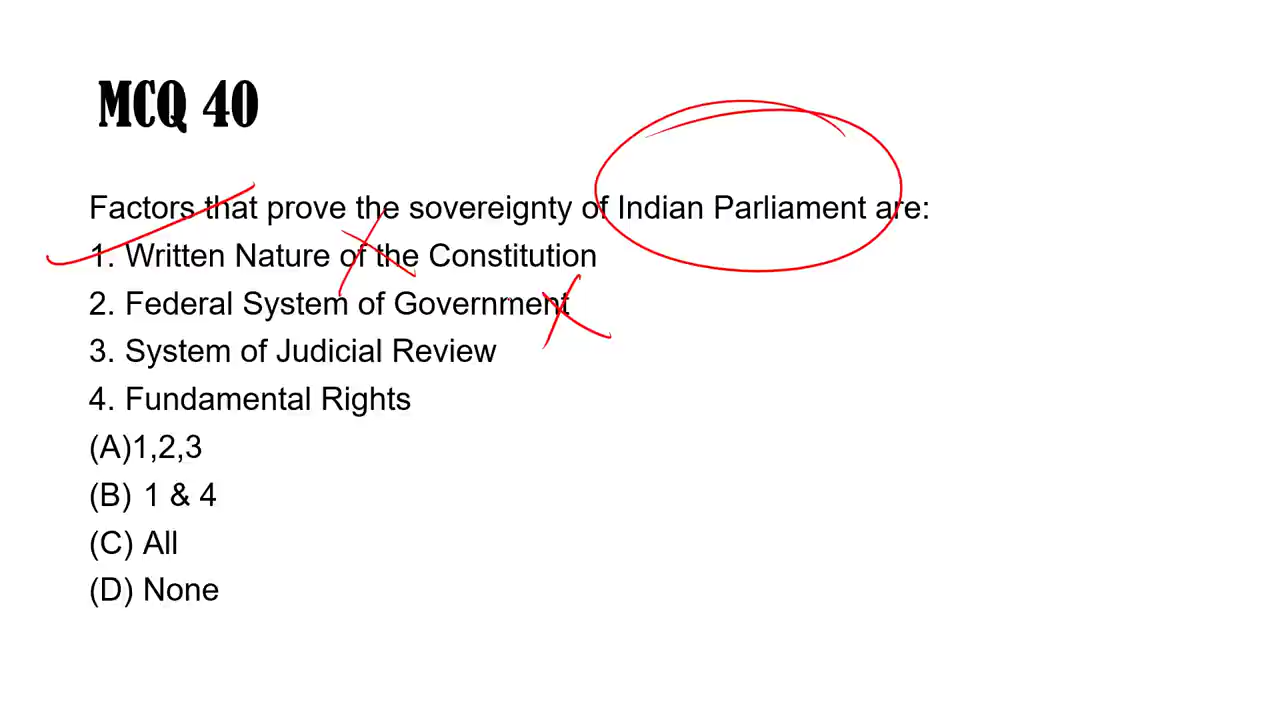 MCQ 40
Factors that prove the sovereignty of Indian Parliament are:
1. Written Nature of the Constitution
2. Federal System of Government
3. System of Judicial Review
4. Fundamental Rights
(A)1,2,3
(B) 1 & 4
(C) All
(D) None